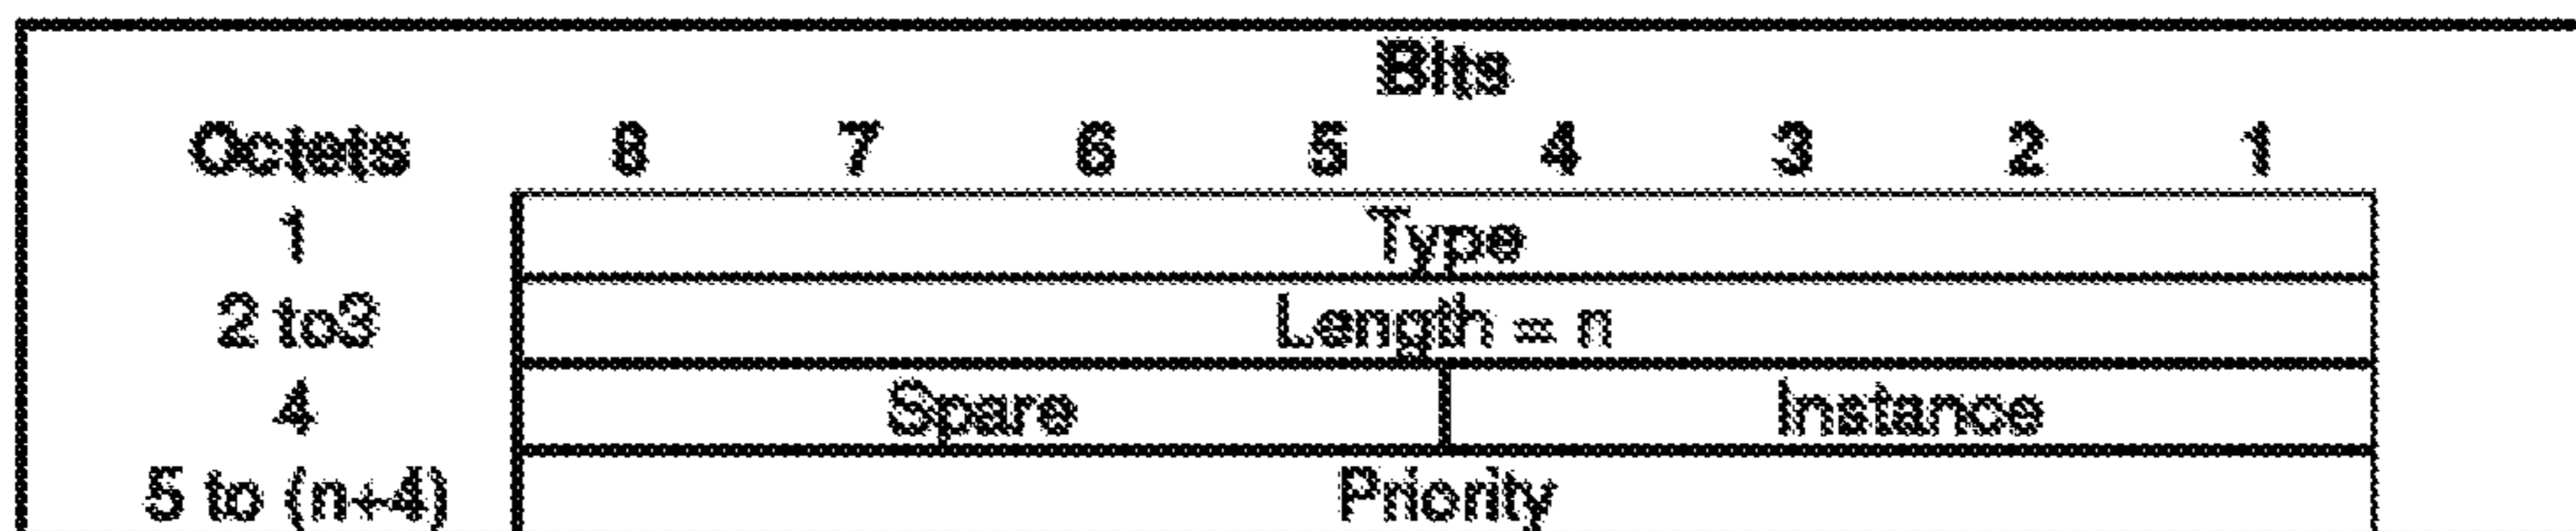 Bits
Octets 8 7 6 5 4 3 2 1
1 Type
2 to3 Length = n
4 Spare Instance
5 to (n+4) Priority